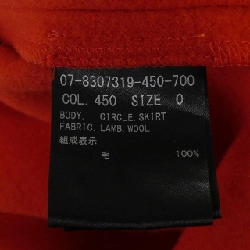 07-8307319-450-700
COL. 450 SIZE 0
BODY. CIRCLE. SKIRT
FABRIC. LAMB. WOOL
組成表示
毛 100%